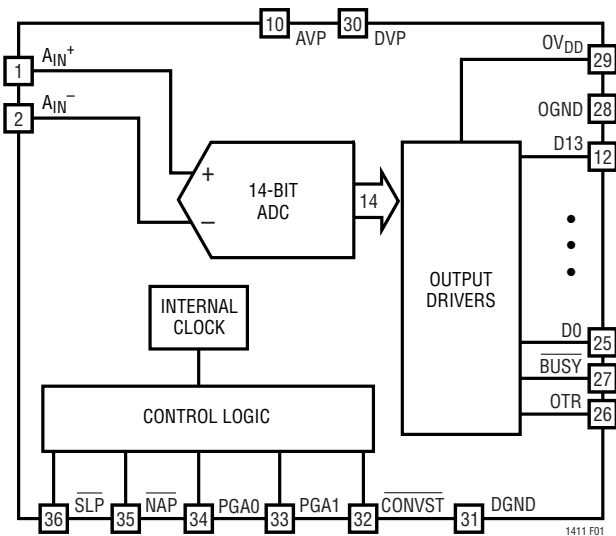 10 AVP 30 DVP
1 AIN+
OVDD 29
2 AIN−
OGND 28
D13 12
+
14-BIT
ADC
−
14
OUTPUT
DRIVERS
INTERNAL
CLOCK
D0 25
BUSY 27
OTR 26
CONTROL LOGIC
36 SLP 35 NAP 34 PGA0 33 PGA1 32 CONVST 31 DGND
1411 F01